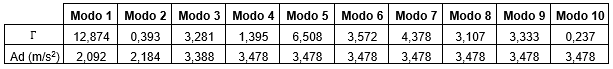 Modo 1 Modo 2 Modo 3 Modo 4 Modo 5 Modo 6 Modo 7 Modo 8 Modo 9 Modo 10
Γ 12,874 0,393 3,281 1,395 6,508 3,572 4,378 3,107 3,333 0,237
Ad (m/s²) 2,092 2,184 3,388 3,478 3,478 3,478 3,478 3,478 3,478 3,478